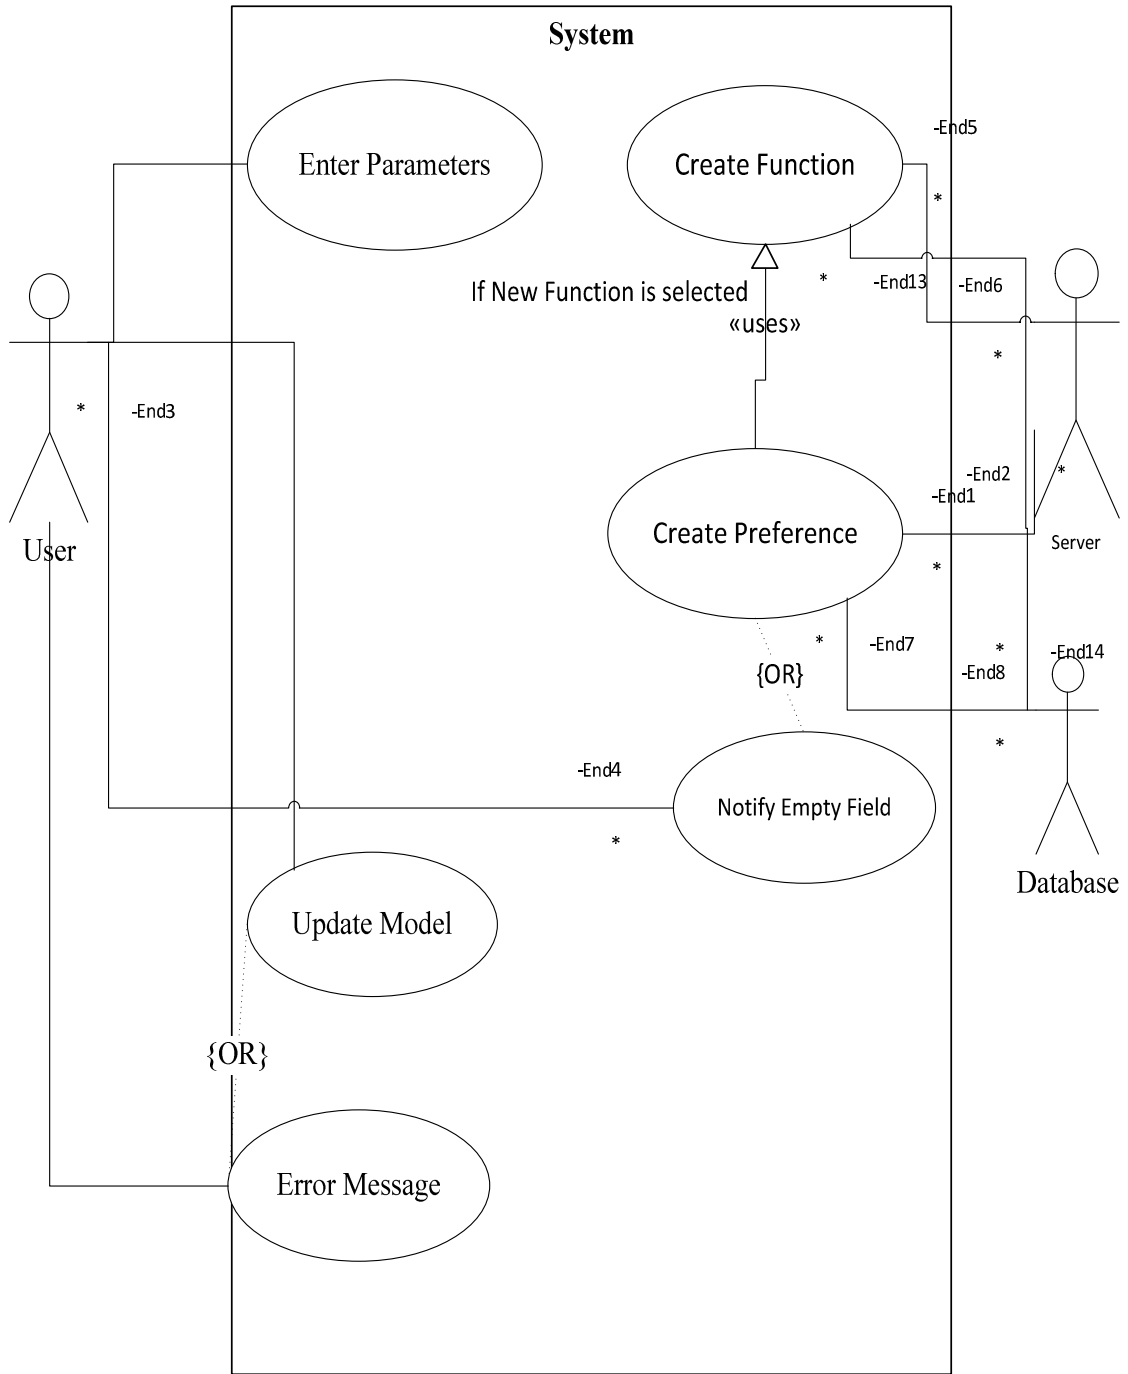 System
-End5
Enter Parameters
Create Function
*
*
-End13
-End6
If New Function is selected
«uses»
*
*
-End3
-End2
*
-End1
Create Preference
Server
User
*
*
-End7
*
-End14
{OR}
-End8
*
-End4
Notify Empty Field
*
Database
Update Model
{OR}
Error Message